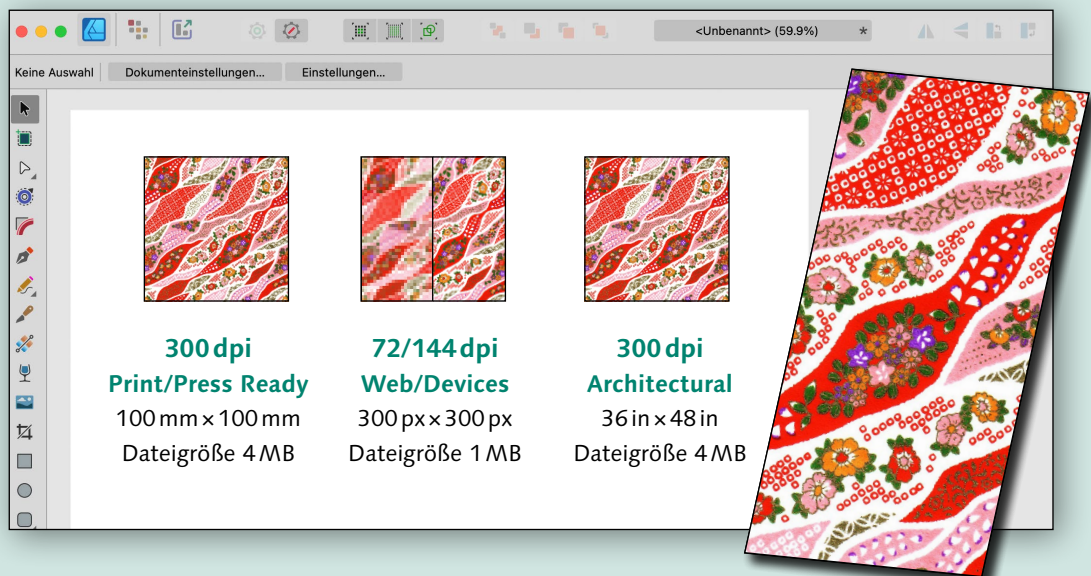 <Unbenannt> (59.9%) *
Keine Auswahl Dokumenteinstellungen... Einstellungen...
300 dpi
Print/Press Ready
100 mm × 100 mm
Dateigröße 4 MB
72/144 dpi
Web/Devices
300 px × 300 px
Dateigröße 1 MB
300 dpi
Architectural
36 in × 48 in
Dateigröße 4 MB